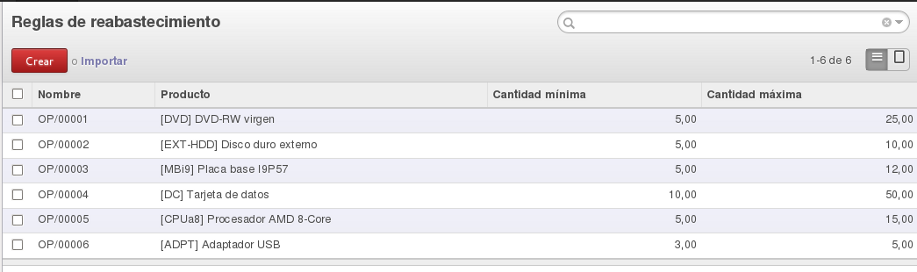 Reglas de reabastecimiento
Crear o Importar 1-6 de 6
Nombre Producto Cantidad mínima Cantidad máxima
OP/00001 [DVD] DVD-RW virgen 5,00 25,00
OP/00002 [EXT-HDD] Disco duro externo 5,00 10,00
OP/00003 [MBi9] Placa base I9P57 5,00 12,00
OP/00004 [DC] Tarjeta de datos 10,00 50,00
OP/00005 [CPUa8] Procesador AMD 8-Core 5,00 15,00
OP/00006 [ADPT] Adaptador USB 3,00 5,00